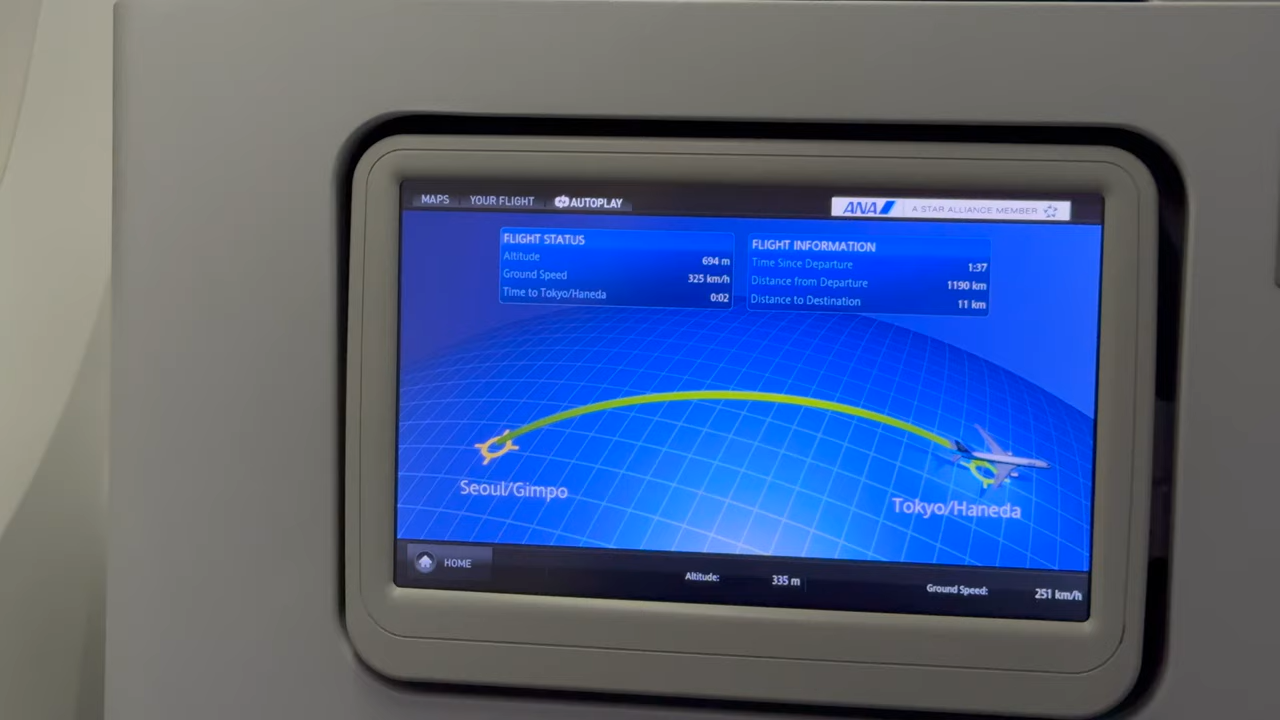 MAPS YOUR FLIGHT AUTOPLAY
ANA A STAR ALLIANCE MEMBER
FLIGHT STATUS
Altitude 694 m
Ground Speed 325 km/h
Time to Tokyo/Haneda 0:02
FLIGHT INFORMATION
Time Since Departure 1:37
Distance from Departure 1190 km
Distance to Destination 11 km
Seoul/Gimpo
Tokyo/Haneda
HOME Altitude: 335 m Ground Speed: 251 km/h